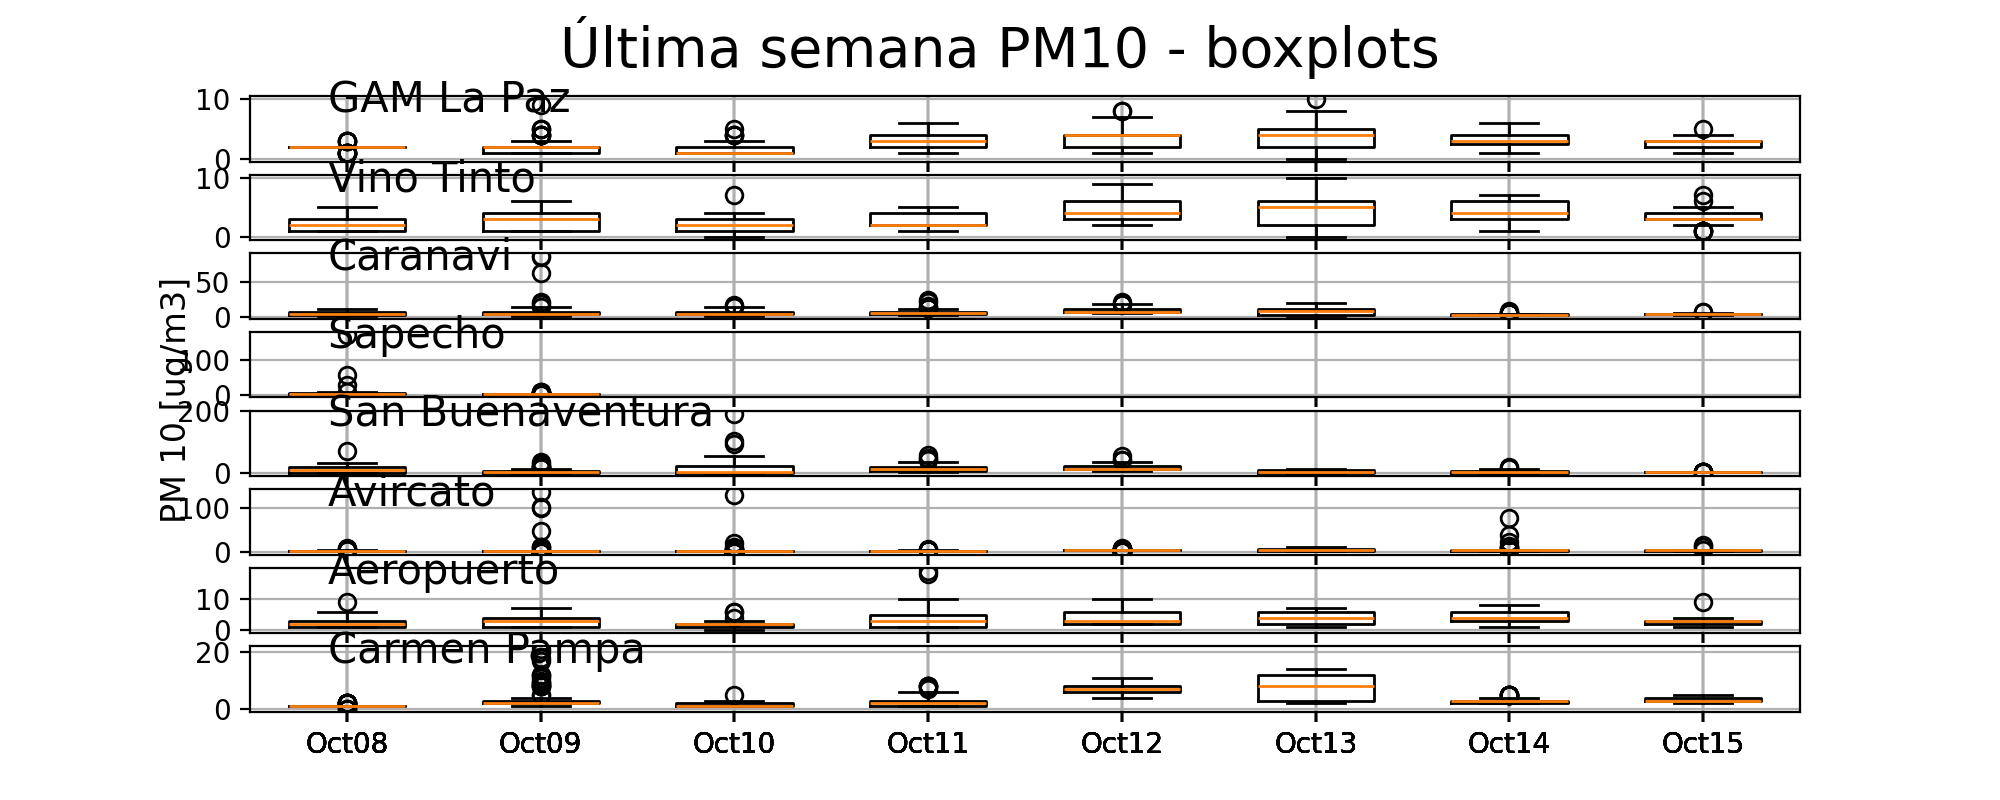 Última semana PM10 - boxplots
PM 10 [ug/m3]
GAM La Paz
10
0
Vino Tinto
10
0
Caranavi
50
0
Sapecho
100
0
San Buenaventura
200
0
Avircato
100
0
Aeropuerto
10
0
Carmen Pampa
20
0
Oct08 Oct09 Oct10 Oct11 Oct12 Oct13 Oct14 Oct15